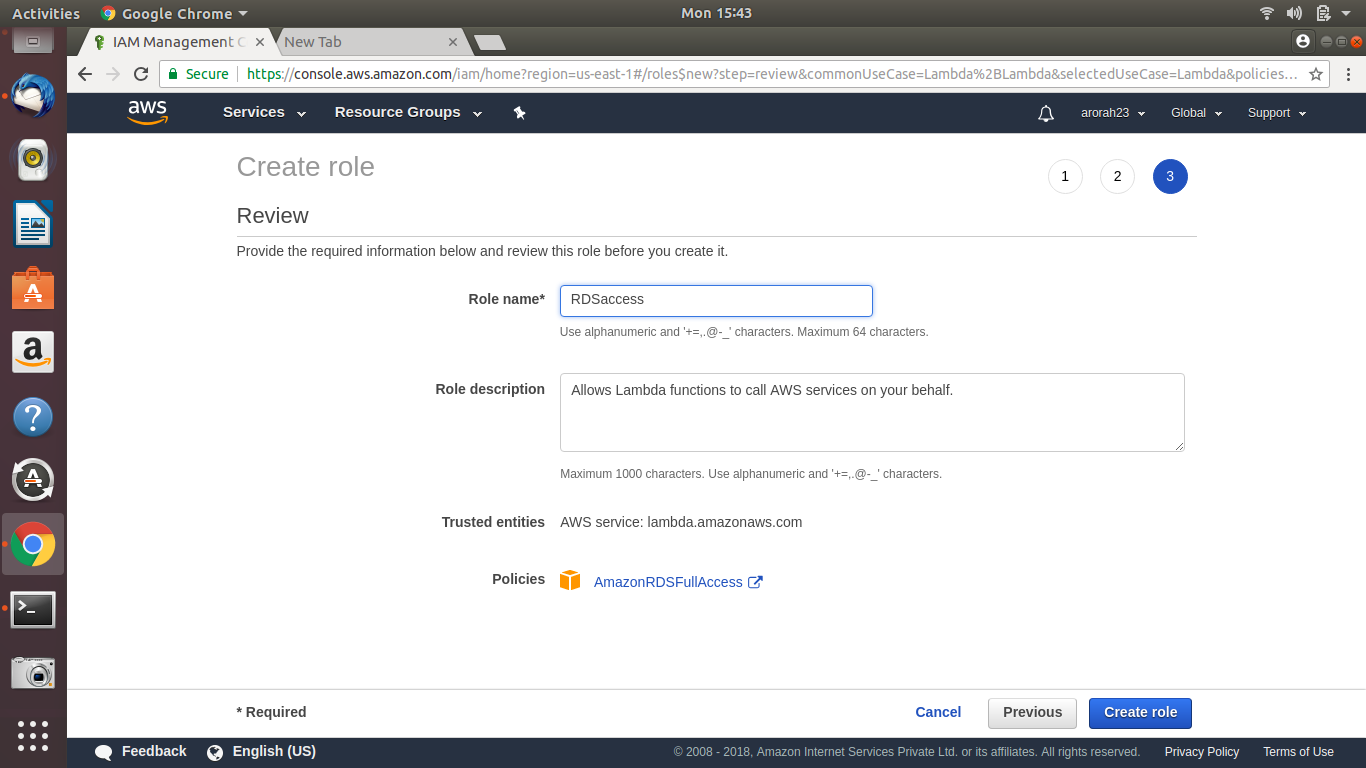 Activities Google Chrome Mon 15:43
IAM Management C New Tab
Secure https://console.aws.amazon.com/iam/home?region=us-east-1#/roles$new?step=review&commonUseCase=Lambda%2BLambda&selectedUseCase=Lambda&policies...
aws Services Resource Groups arorah23 Global Support
Create role 1 2 3
Review
Provide the required information below and review this role before you create it.
Role name* RDSaccess
Use alphanumeric and '+=,.@-_' characters. Maximum 64 characters.
Role description Allows Lambda functions to call AWS services on your behalf.
Maximum 1000 characters. Use alphanumeric and '+=,.@-_' characters.
Trusted entities AWS service: lambda.amazonaws.com
Policies AmazonRDSFullAccess
* Required Cancel Previous Create role
Feedback English (US) © 2008 - 2018, Amazon Internet Services Private Ltd. or its affiliates. All rights reserved. Privacy Policy Terms of Use